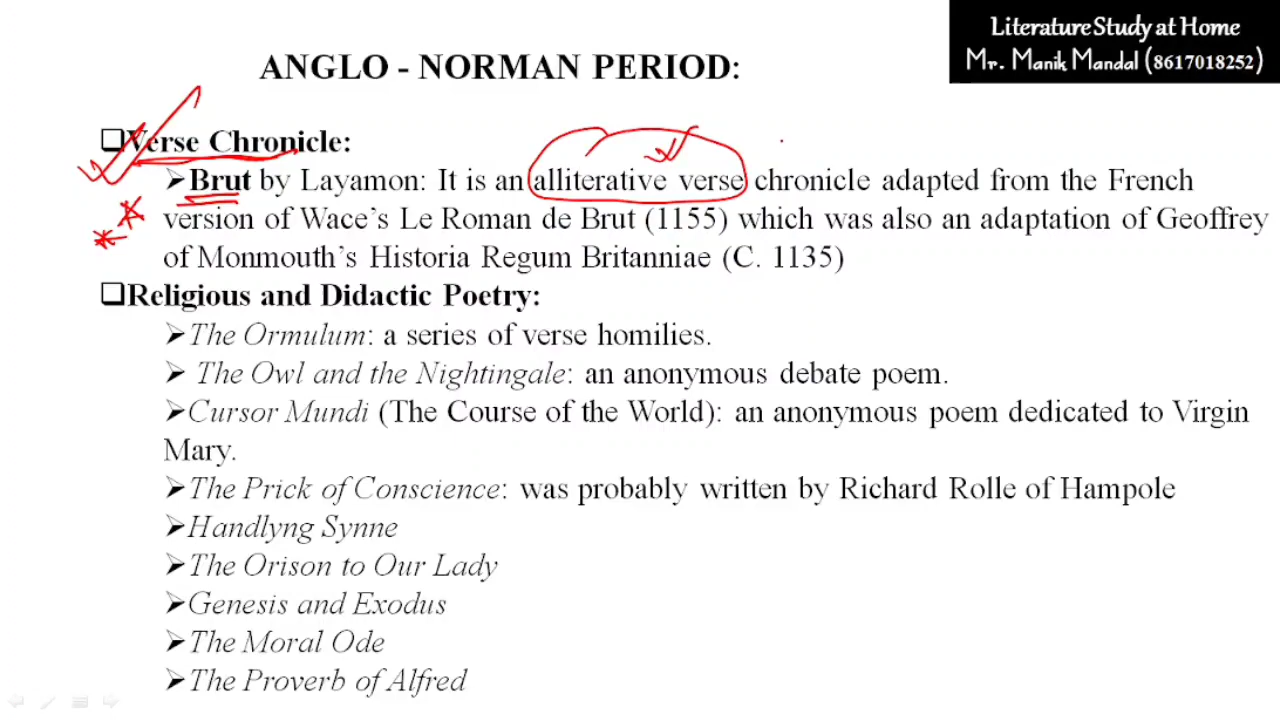 Literature Study at Home
Mr. Manik Mandal (8617018252)
ANGLO - NORMAN PERIOD:
❑Verse Chronicle:
➢Brut by Layamon: It is an alliterative verse chronicle adapted from the French
version of Wace's Le Roman de Brut (1155) which was also an adaptation of Geoffrey
of Monmouth's Historia Regum Britanniae (C. 1135)
❑Religious and Didactic Poetry:
➢The Ormulum: a series of verse homilies.
➢ The Owl and the Nightingale: an anonymous debate poem.
➢Cursor Mundi (The Course of the World): an anonymous poem dedicated to Virgin
Mary.
➢The Prick of Conscience: was probably written by Richard Rolle of Hampole
➢Handlyng Synne
➢The Orison to Our Lady
➢Genesis and Exodus
➢The Moral Ode
➢The Proverb of Alfred